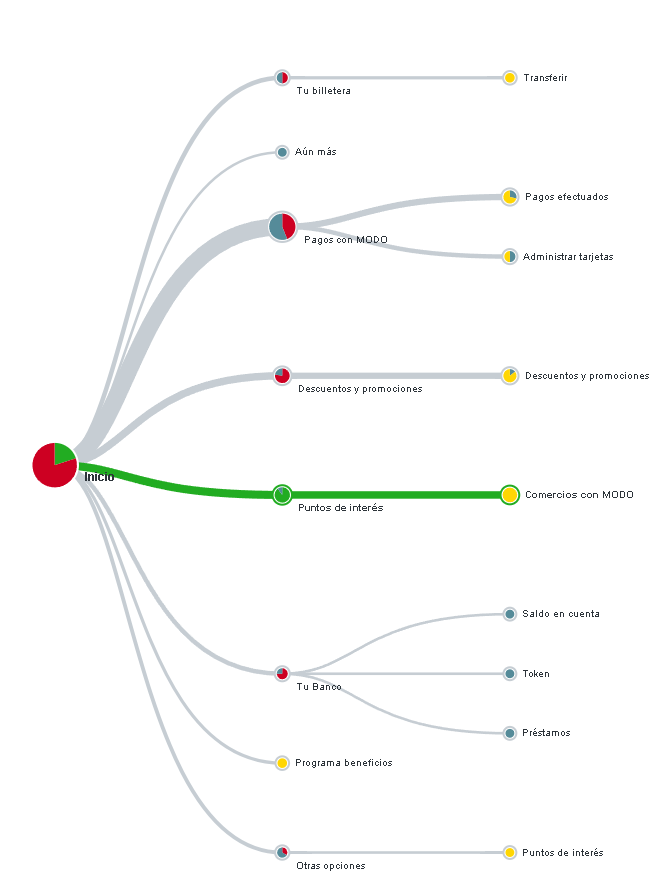 Tu billetera
Transferir
Aún más
Pagos efectuados
Pagos con MODO
Administrar tarjetas
Descuentos y promociones
Descuentos y promociones
Inicio
Puntos de interés
Comercios con MODO
Saldo en cuenta
Tu Banco
Token
Préstamos
Programa beneficios
Otras opciones
Puntos de interés